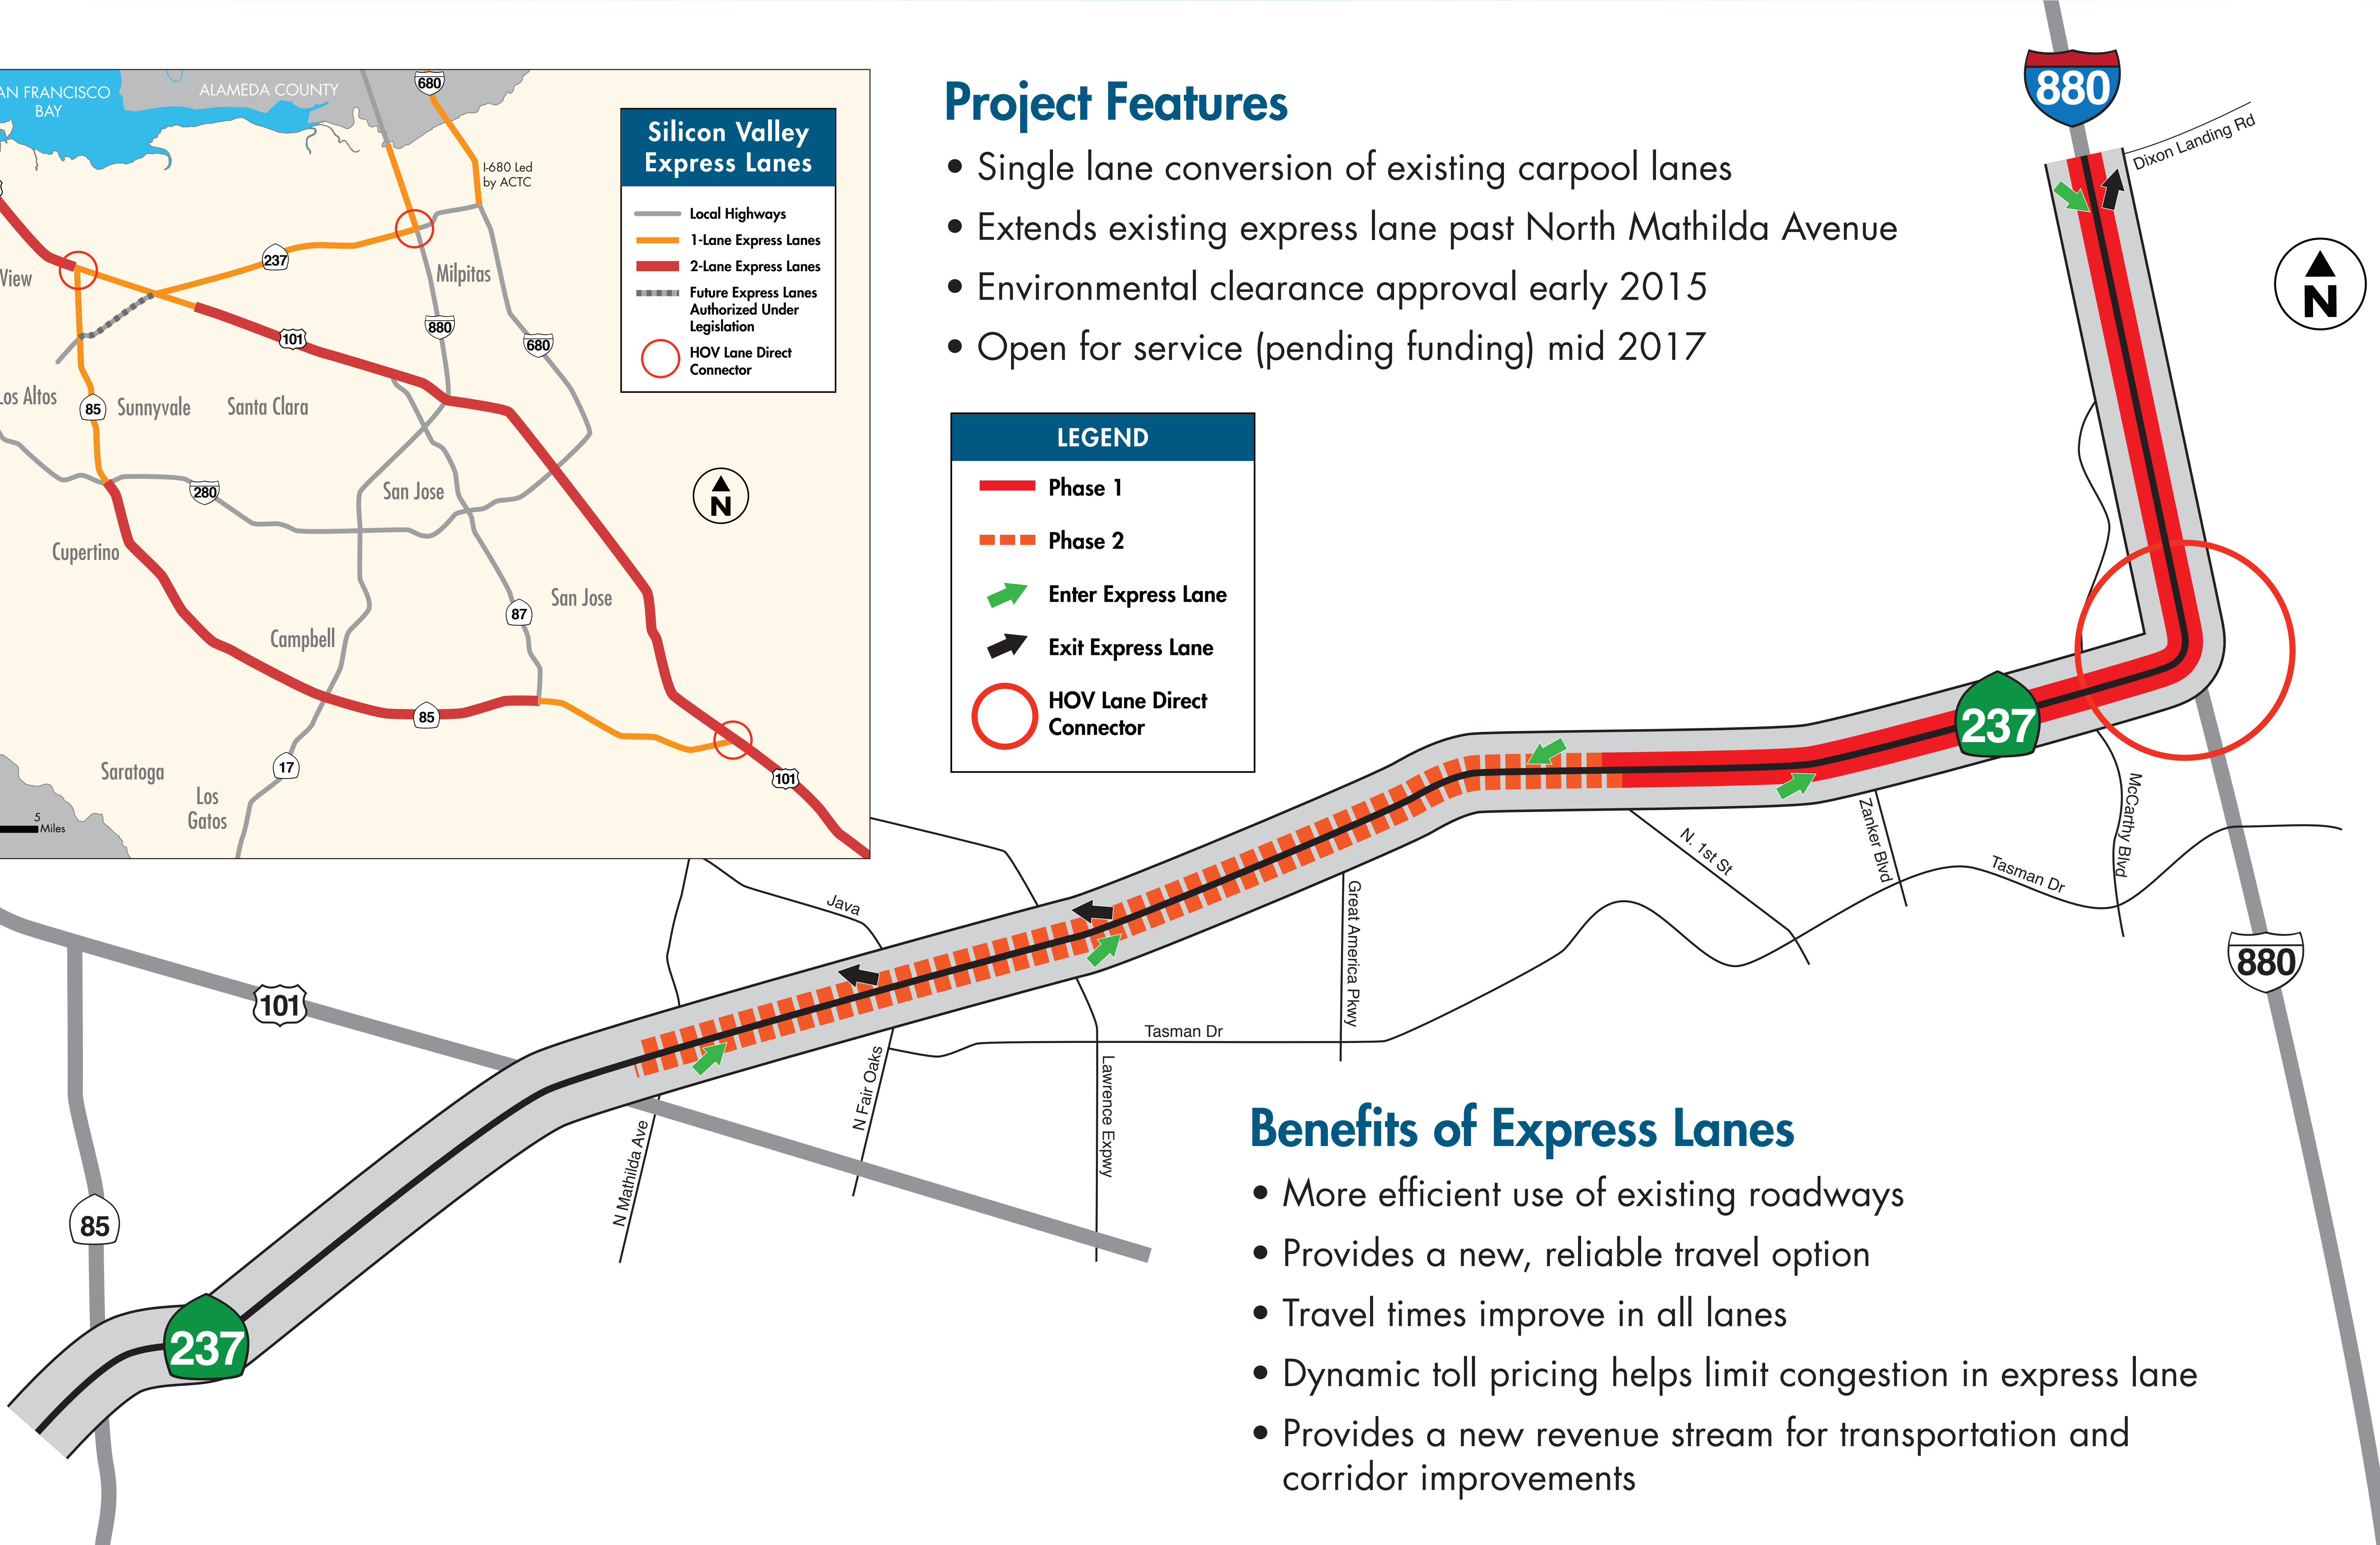 AN FRANCISCO
BAY
ALAMEDA COUNTY
680
I-680 Led
by ACTC
Silicon Valley
Express Lanes
Local Highways
1-Lane Express Lanes
2-Lane Express Lanes
Future Express Lanes
Authorized Under
Legislation
HOV Lane Direct
Connector
237
View
Milpitas
880
101
680
Los Altos
85
Sunnyvale
Santa Clara
280
San Jose
N
Cupertino
San Jose
87
Campbell
85
17
101
Saratoga
Los
Gatos
5
Miles
Project Features
• Single lane conversion of existing carpool lanes
• Extends existing express lane past North Mathilda Avenue
• Environmental clearance approval early 2015
• Open for service (pending funding) mid 2017
LEGEND
Phase 1
Phase 2
Enter Express Lane
Exit Express Lane
HOV Lane Direct
Connector
880
Dixon Landing Rd
N
237
McCarthy Blvd
Zanker Blvd
N. 1st St
Tasman Dr
880
Java
Great America Pkwy
Tasman Dr
101
N Fair Oaks
Lawrence Expwy
N Mathilda Ave
85
237
Benefits of Express Lanes
• More efficient use of existing roadways
• Provides a new, reliable travel option
• Travel times improve in all lanes
• Dynamic toll pricing helps limit congestion in express lane
• Provides a new revenue stream for transportation and
corridor improvements